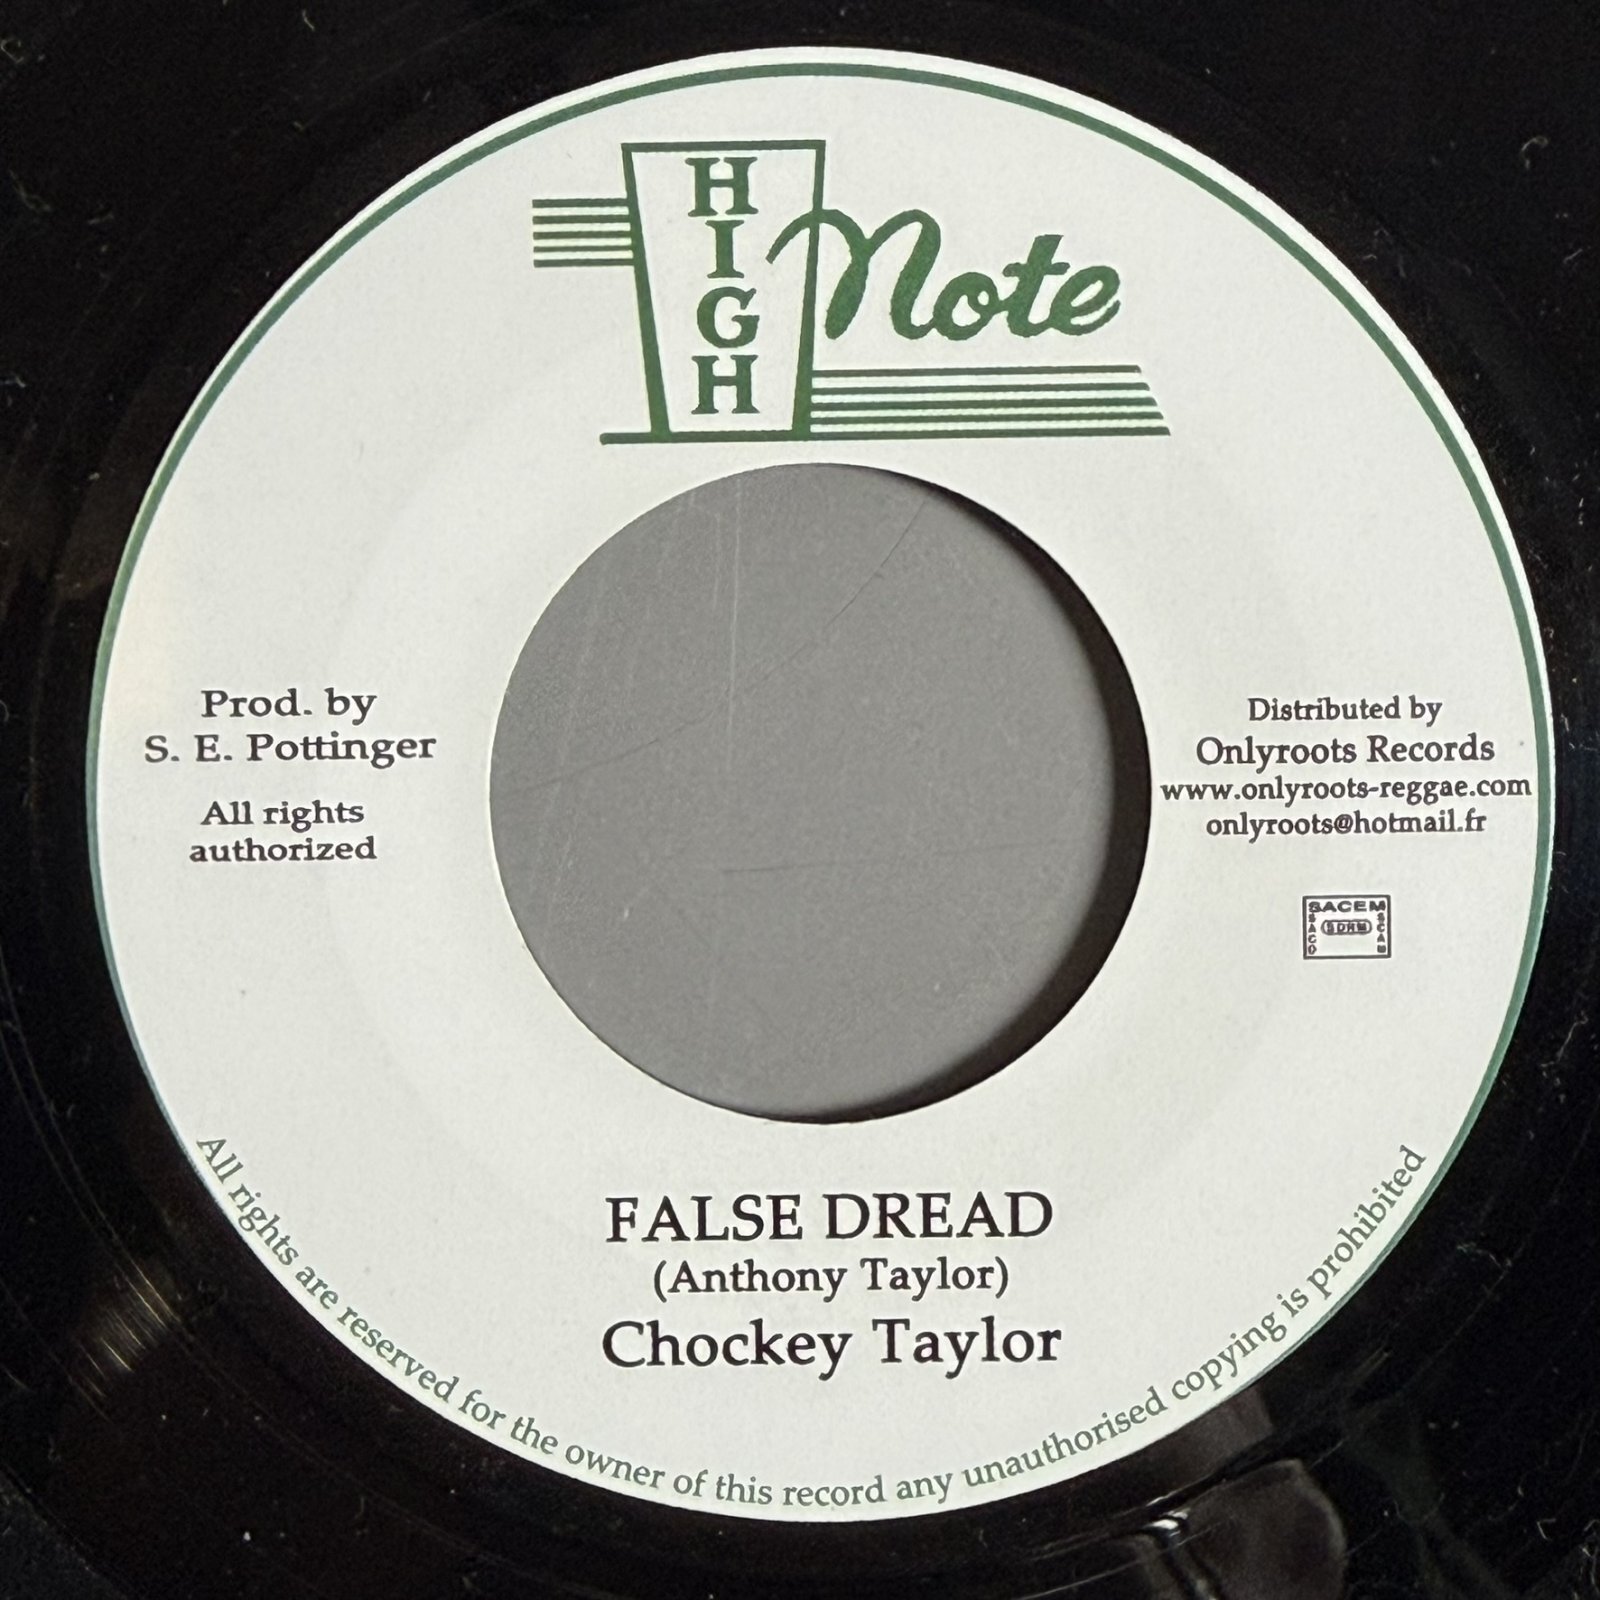 HIGH
Note
Prod. by
S. E. Pottinger
All rights
authorized
Distributed by
Onlyroots Records
www.onlyroots-reggae.com
onlyroots@hotmail.fr
SACEM
SACD
SDRM
SCAM
FALSE DREAD
(Anthony Taylor)
Chockey Taylor
All rights are reserved for the owner of this record any unauthorised copying is prohibited